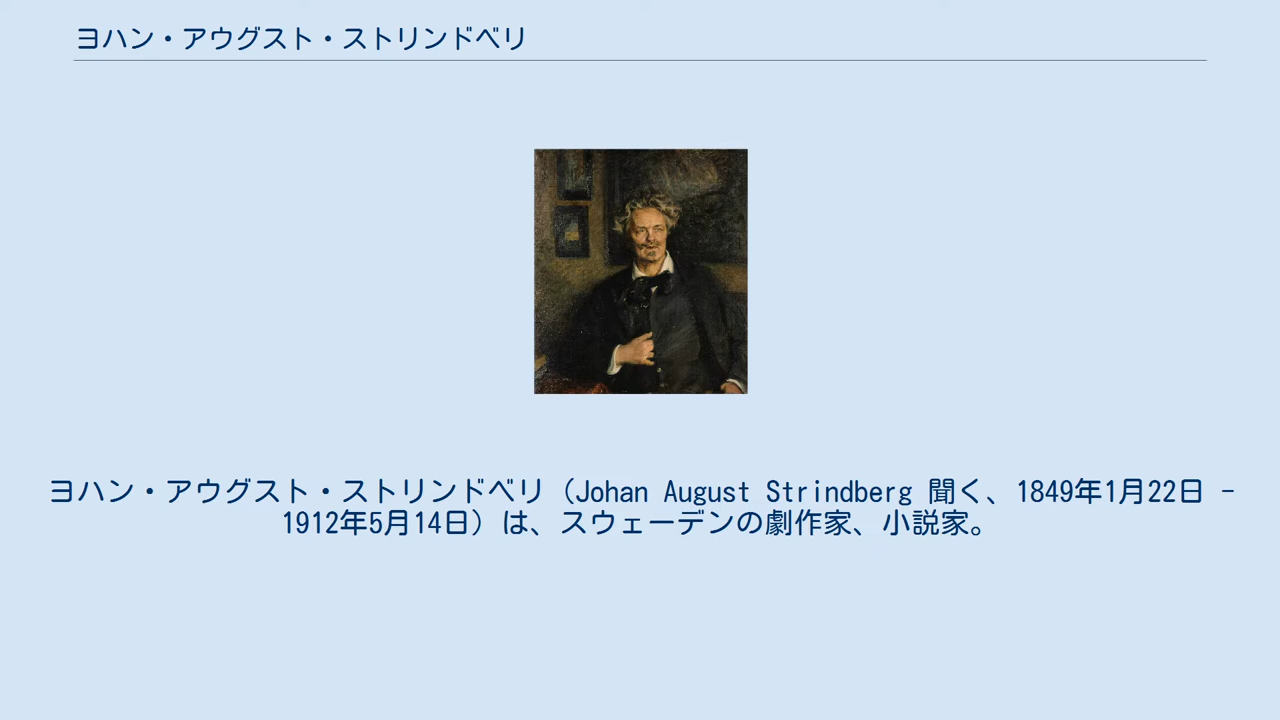 ヨハン・アウグスト・ストリンドベリ
ヨハン・アウグスト・ストリンドベリ（Johan August Strindberg 聞く、1849年1月22日 -
1912年5月14日）は、スウェーデンの劇作家、小説家。